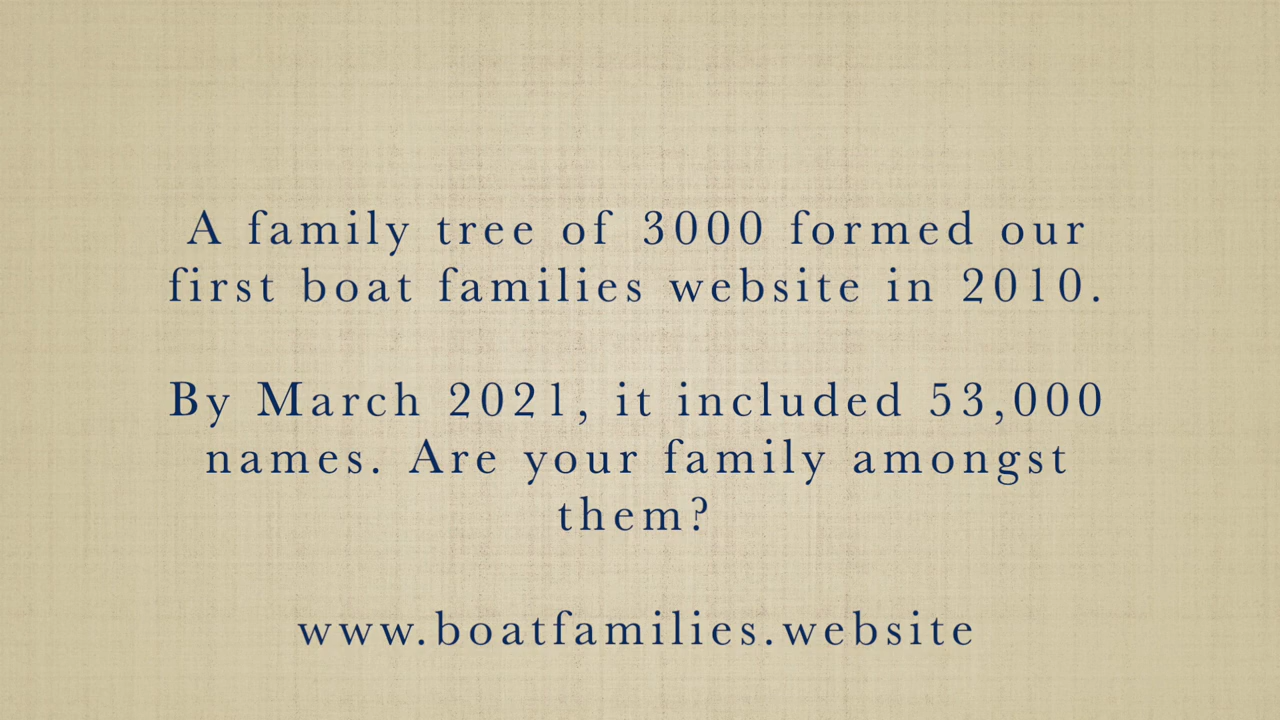 A family tree of 3000 formed our
first boat families website in 2010.
By March 2021, it included 53,000
names. Are your family amongst
them?
www.boatfamilies.website